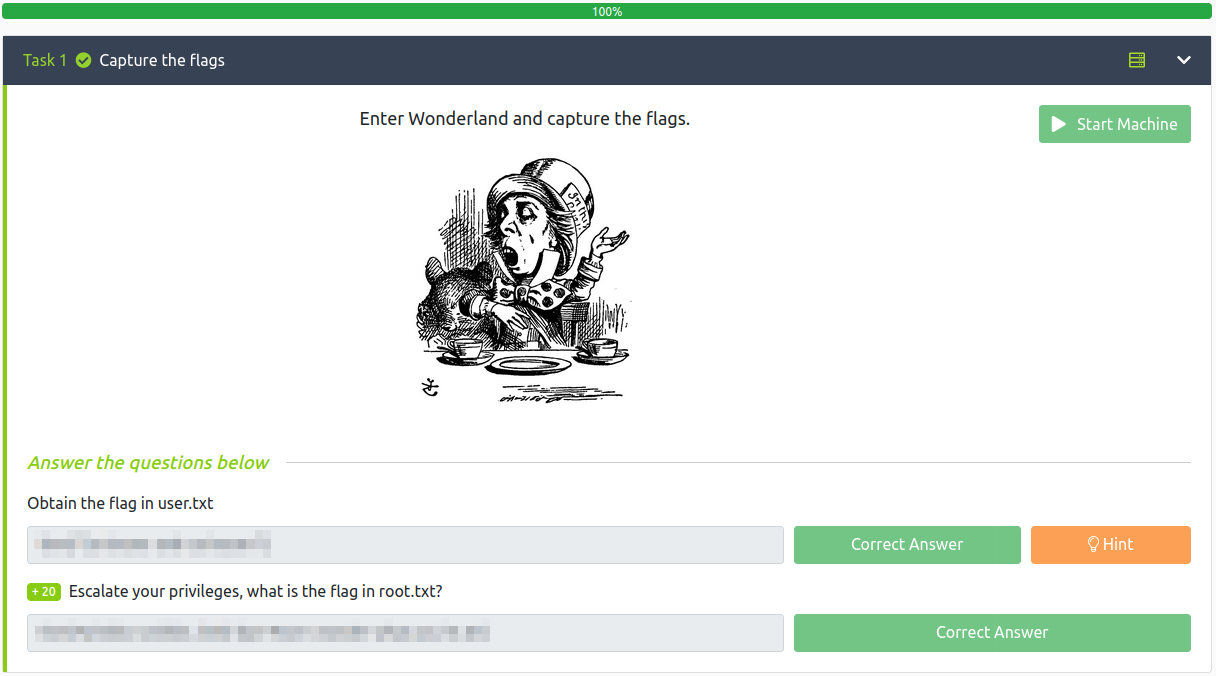 100%
Task 1 Capture the flags
Enter Wonderland and capture the flags.
Start Machine
Answer the questions below
Obtain the flag in user.txt
Correct Answer
Hint
+ 20 Escalate your privileges, what is the flag in root.txt?
Correct Answer